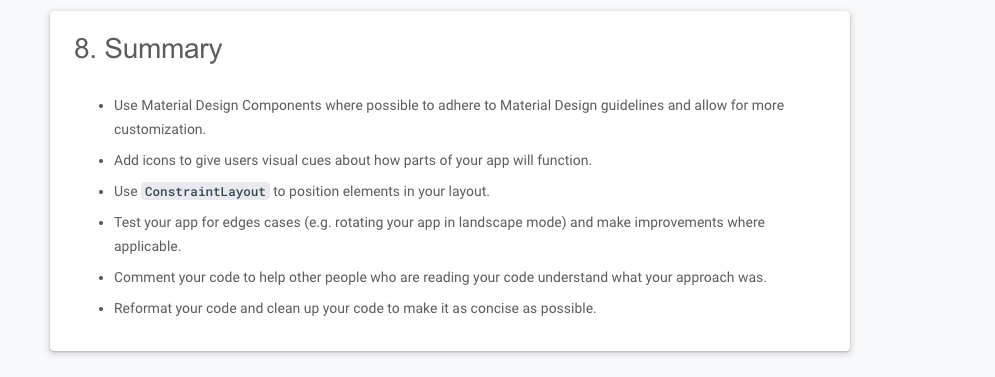 8. Summary
Use Material Design Components where possible to adhere to Material Design guidelines and allow for more
customization.
Add icons to give users visual cues about how parts of your app will function.
Use ConstraintLayout to position elements in your layout.
Test your app for edges cases (e.g. rotating your app in landscape mode) and make improvements where
applicable.
Comment your code to help other people who are reading your code understand what your approach was.
Reformat your code and clean up your code to make it as concise as possible.